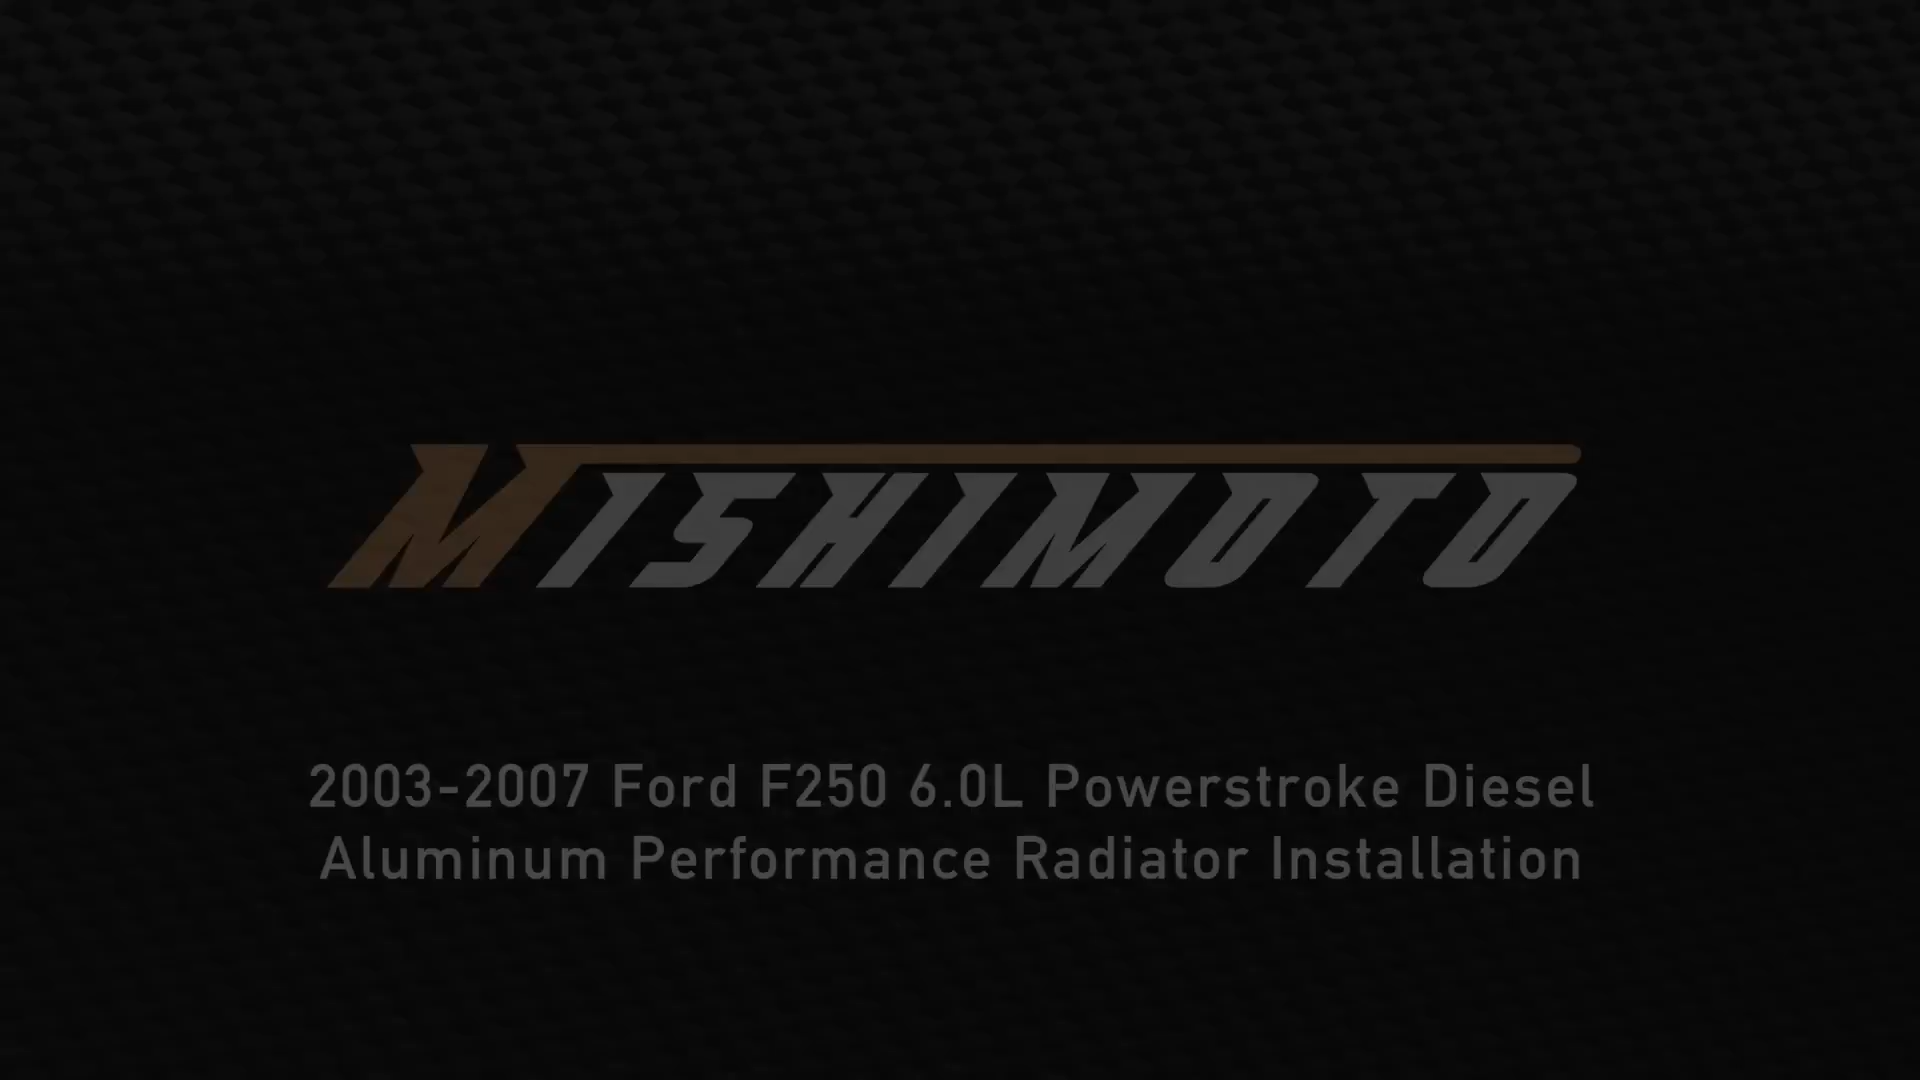 MISHIMOTO
2003-2007 Ford F250 6.0L Powerstroke Diesel
Aluminum Performance Radiator Installation